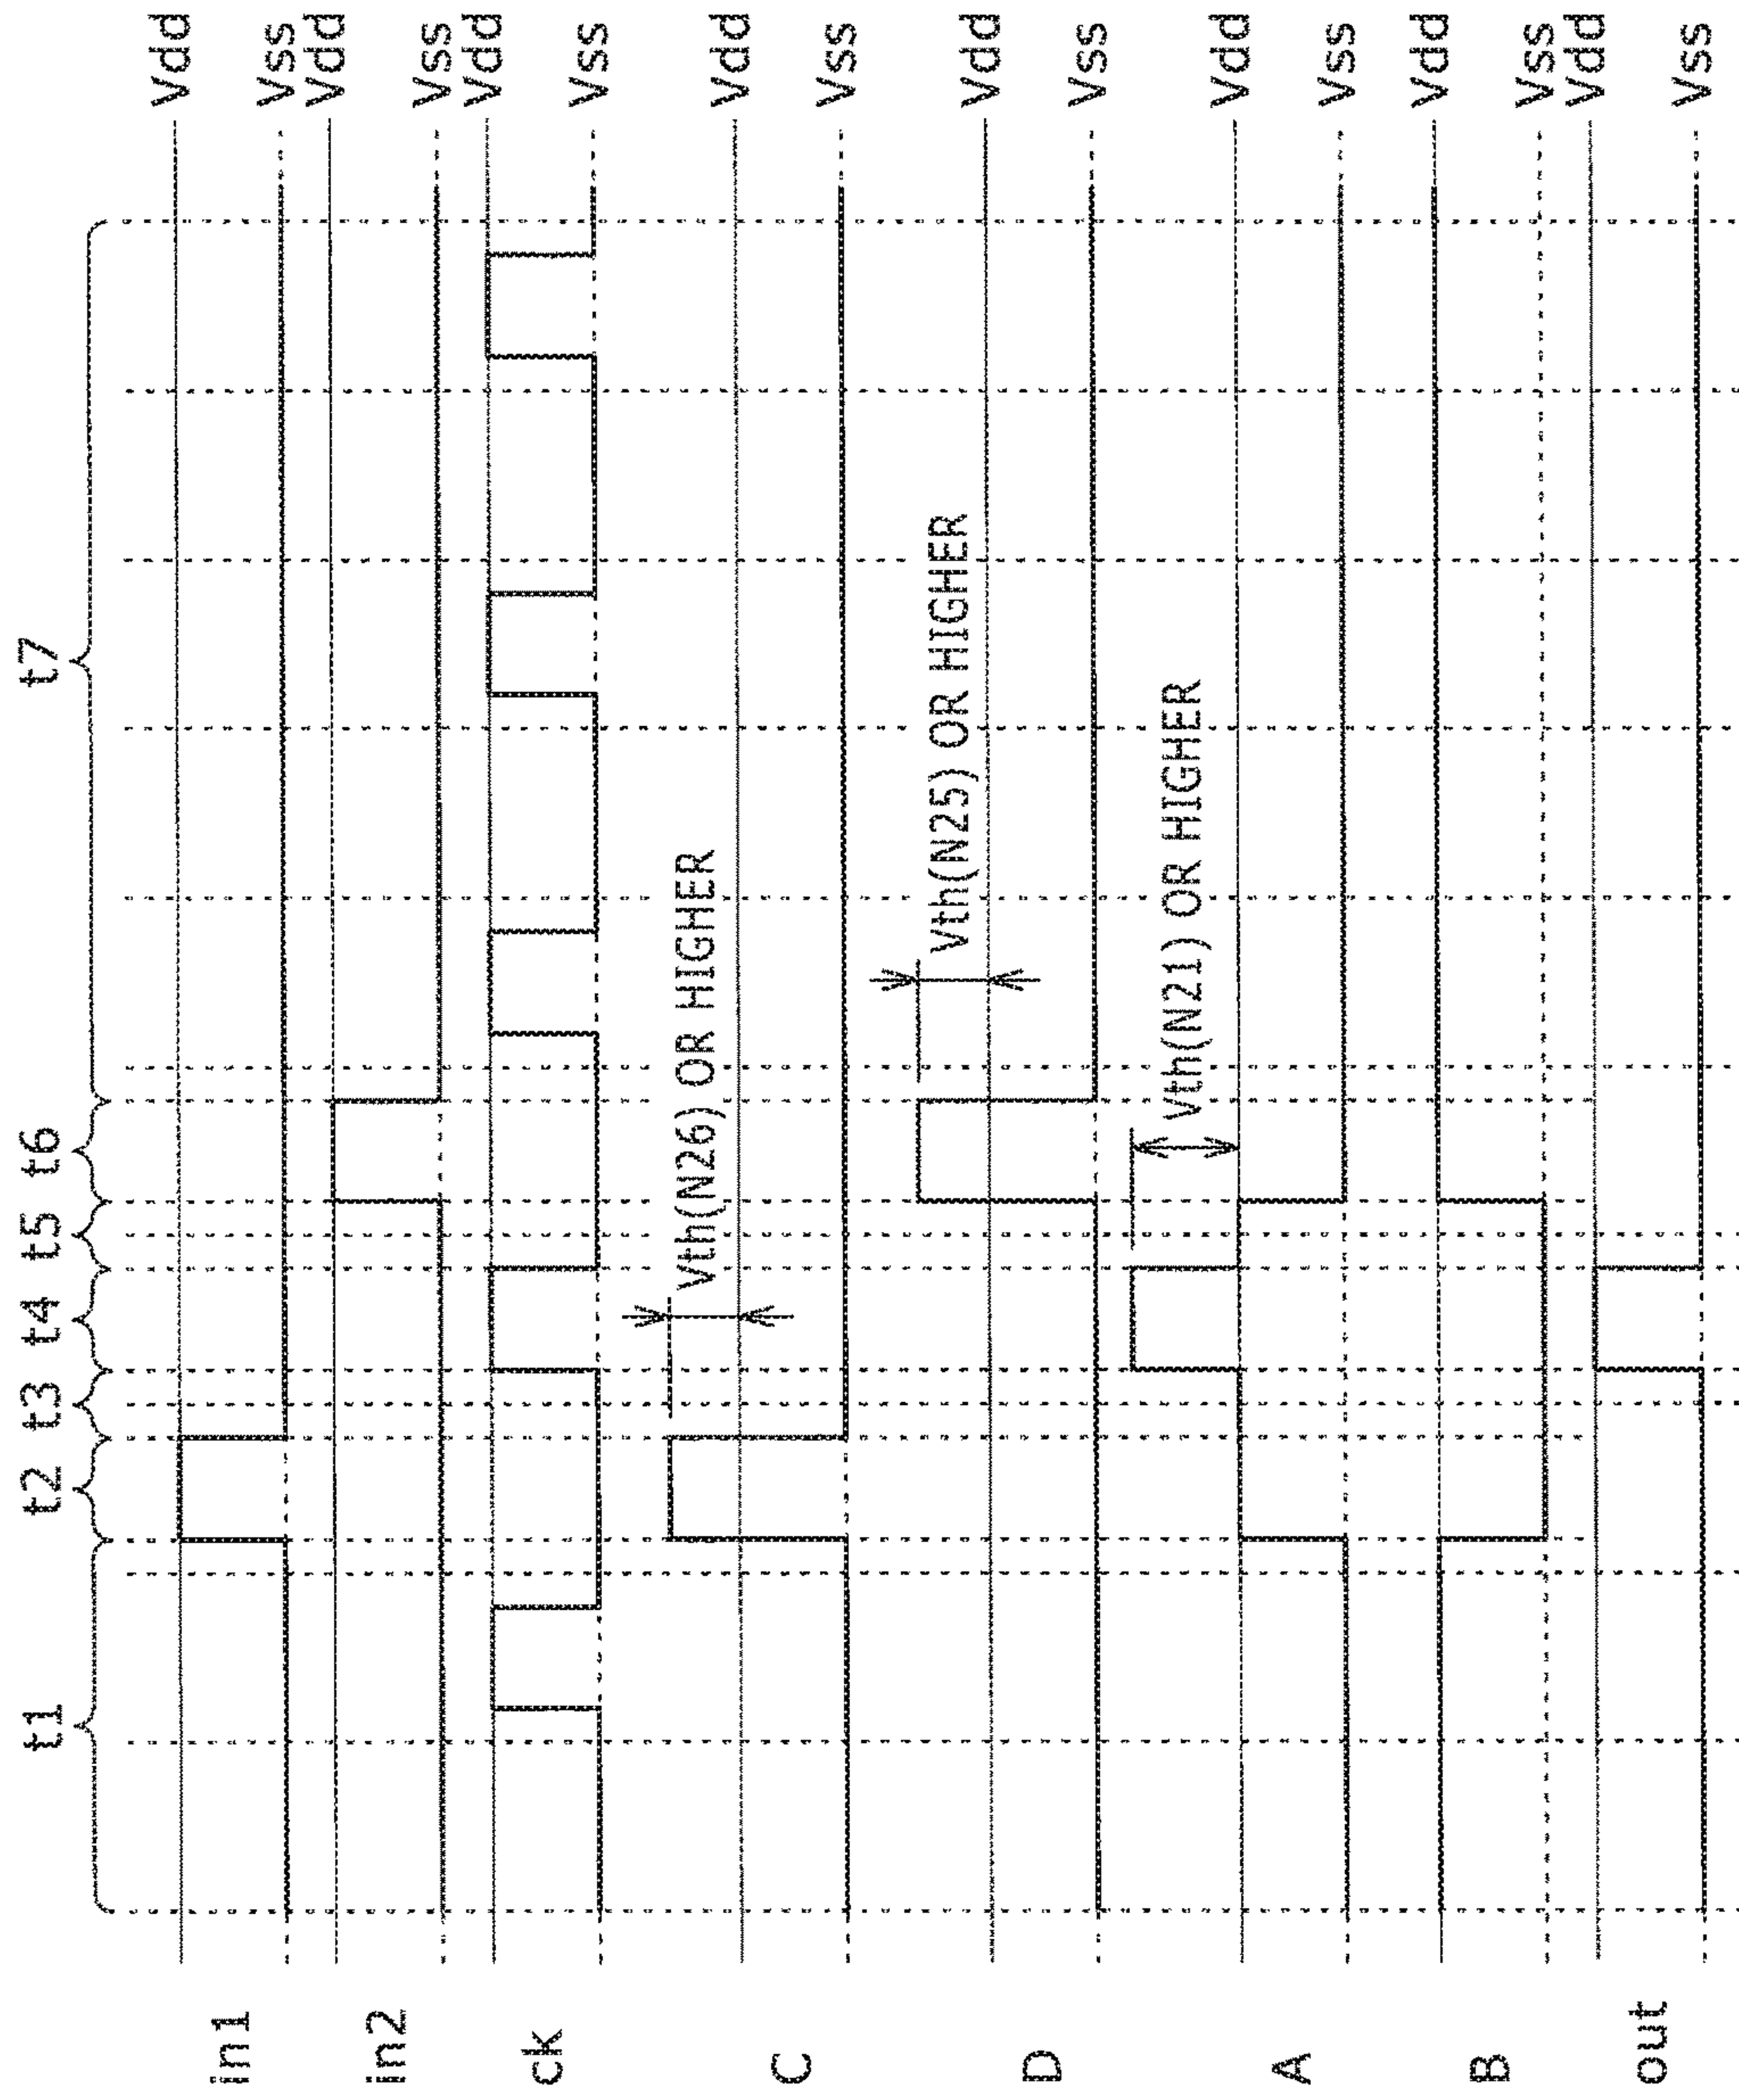 t1 t2 t3 t4 t5 t6 t7
in1 Vdd
Vss
in2 Vdd
Vss
ck Vdd
Vss
Vth(N26) OR HIGHER
C Vdd
Vss
Vth(N25) OR HIGHER
D Vdd
Vss
Vth(N21) OR HIGHER
A Vdd
Vss
B Vdd
Vss
out Vdd
Vss